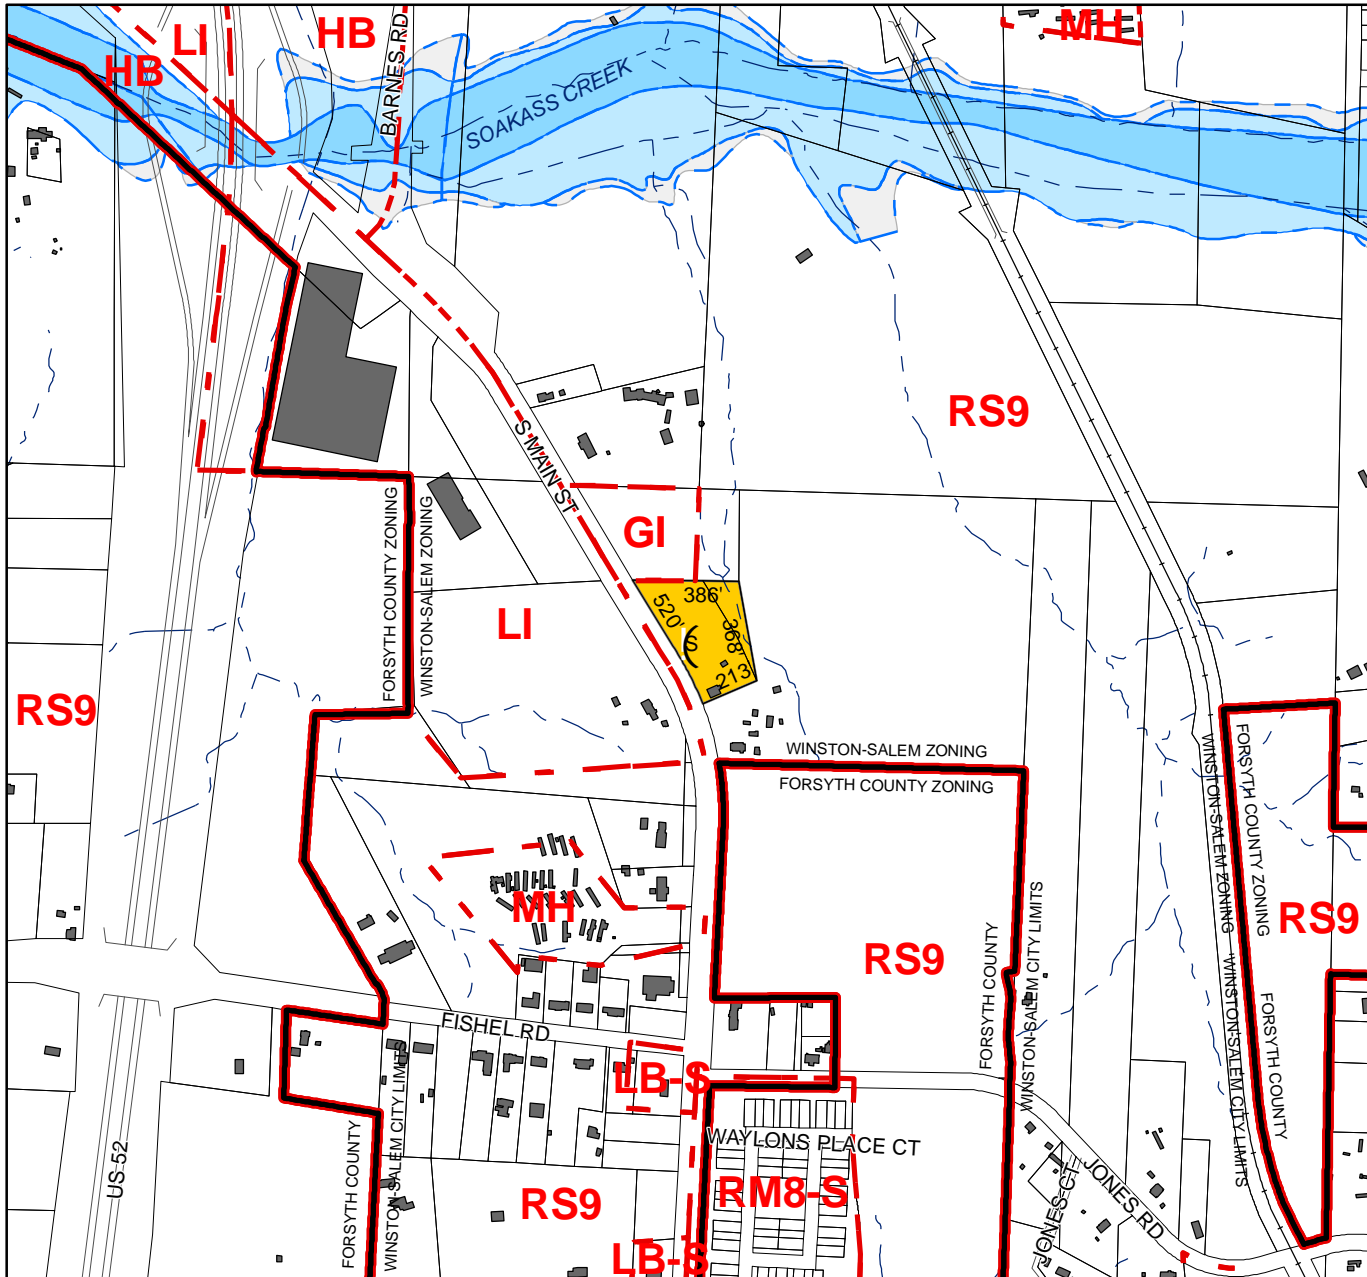 LI
HB
MH
HB
BARNES RD
SOAKASS CREEK
RS9
S MAIN ST
FORSYTH COUNTY ZONING
WINSTON-SALEM ZONING
GI
386'
520'
368'
S
213'
LI
RS9
WINSTON-SALEM ZONING
FORSYTH COUNTY ZONING
WINSTON-SALEM ZONING
FORSYTH COUNTY ZONING
MH
RS9
RS9
FORSYTH COUNTY
WINSTON-SALEM CITY LIMITS
WINSTON-SALEM CITY LIMITS
FORSYTH COUNTY
FISHEL RD
LB-S
WAYLONS PLACE CT
US 52
FORSYTH COUNTY
WINSTON-SALEM CITY LIMITS
RS9
RM8-S
JONES CT
JONES RD
LB-S